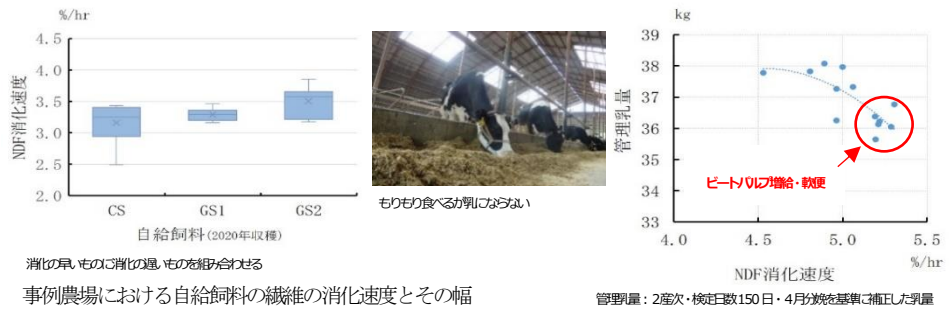 %/hr
4.5
4.0
3.5
3.0
2.5
2.0
NDF消化速度
CS
GS1
GS2
自給飼料(2020年収穫)
消化の早いものに消化の遅いものを組み合わせる
事例農場における自給飼料の繊維の消化速度とその幅
もりもり食べるが乳にならない
kg
39
38
37
36
35
34
33
管理乳量
ビートパルプ増給・軟便
4.0
4.5
5.0
5.5
%/hr
NDF消化速度
管理乳量：2産次・検定日数150日・4月分娩を基準に補正した乳量